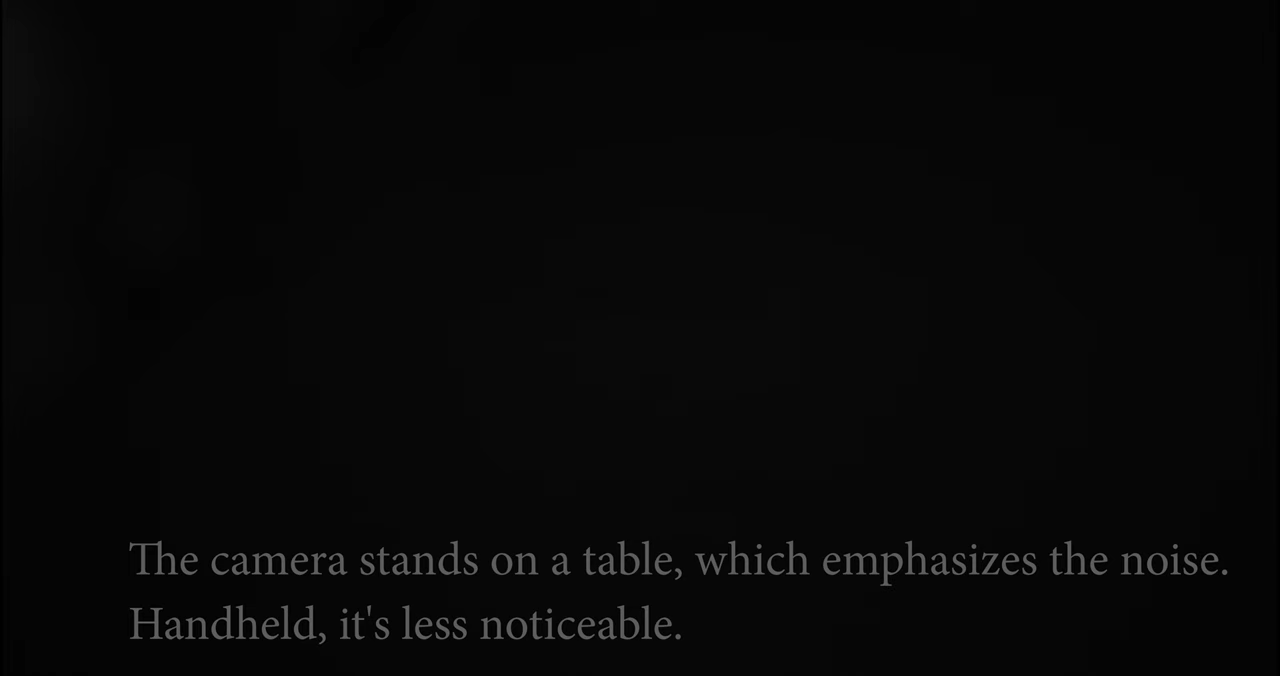 The camera stands on a table, which emphasizes the noise.
Handheld, it's less noticeable.